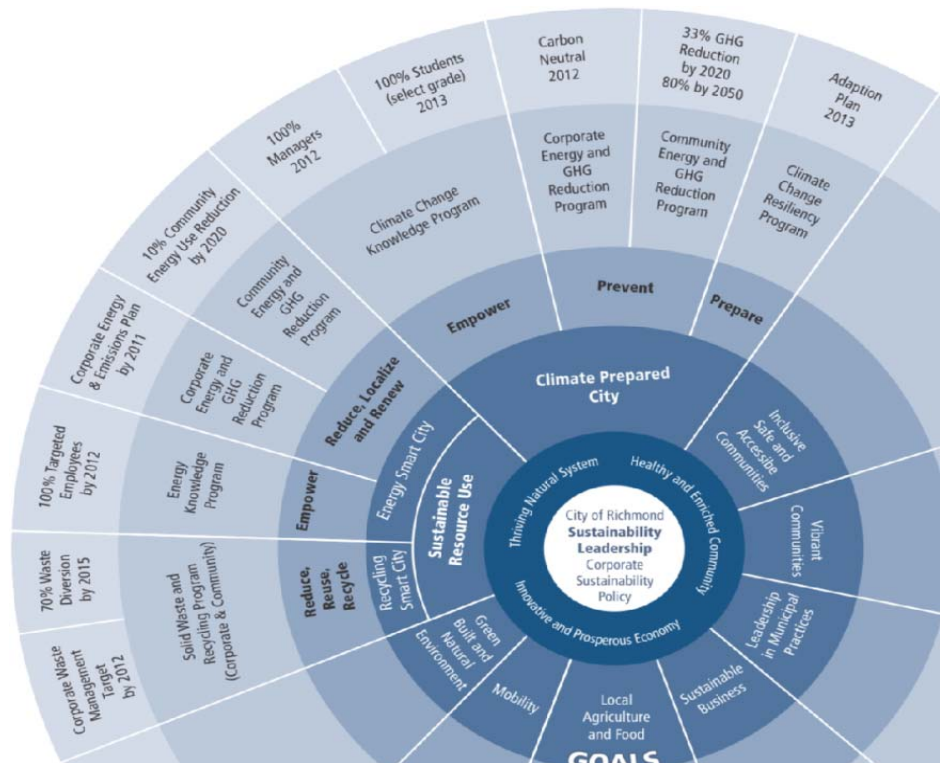 100% Students
(select grade)
2013
Carbon
Neutral
2012
33% GHG
Reduction
by 2020
80% by 2050
Adaption
Plan
2013
100%
Managers
2012
10% Community
Energy Use Reduction
by 2020
Corporate Energy
& Emissions Plan
by 2011
100% Targeted
Employees
by 2012
70% Waste
Diversion
by 2015
Corporate Waste
Management
Target
by 2012
Climate Change
Knowledge Program
Corporate
Energy and
GHG
Reduction
Program
Community
Energy and
GHG
Reduction
Program
Climate
Change
Resiliency
Program
Community
Energy and
GHG
Reduction
Program
Corporate
Energy and
GHG
Reduction
Program
Energy
Knowledge
Program
Solid Waste and
Recycling Program
(Corporate & Community)
Empower
Prevent
Prepare
Reduce, Localize
and Renew
Empower
Reduce,
Reuse,
Recycle
Climate Prepared
City
Energy Smart City
Sustainable
Resource Use
Recycling
Smart City
Inclusive
Safe and
Accessibe
Communities
Vibrant
Communities
Leadership
in Municipal
Practices
Sustainable
Business
Local
Agriculture
and Food
Mobility
Green
Built and
Natural
Environment
Thriving Natural System
Healthy and Enriched Community
Innovative and Prosperous Economy
City of Richmond
Sustainability
Leadership
Corporate
Sustainability
Policy
GOALS